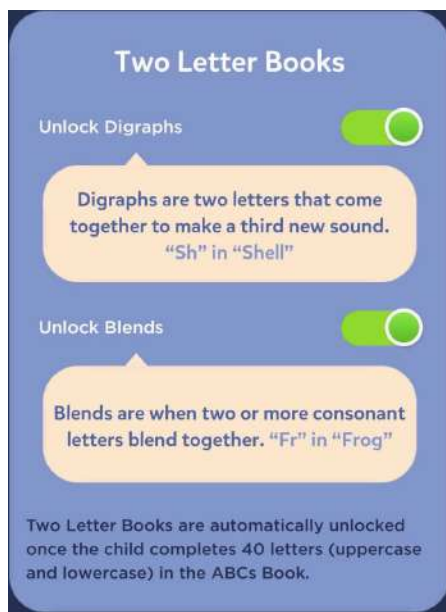 Two Letter Books
Unlock Digraphs
Digraphs are two letters that come
together to make a third new sound.
“Sh” in “Shell”
Unlock Blends
Blends are when two or more consonant
letters blend together. “Fr” in “Frog”
Two Letter Books are automatically unlocked
once the child completes 40 letters (uppercase
and lowercase) in the ABCs Book.